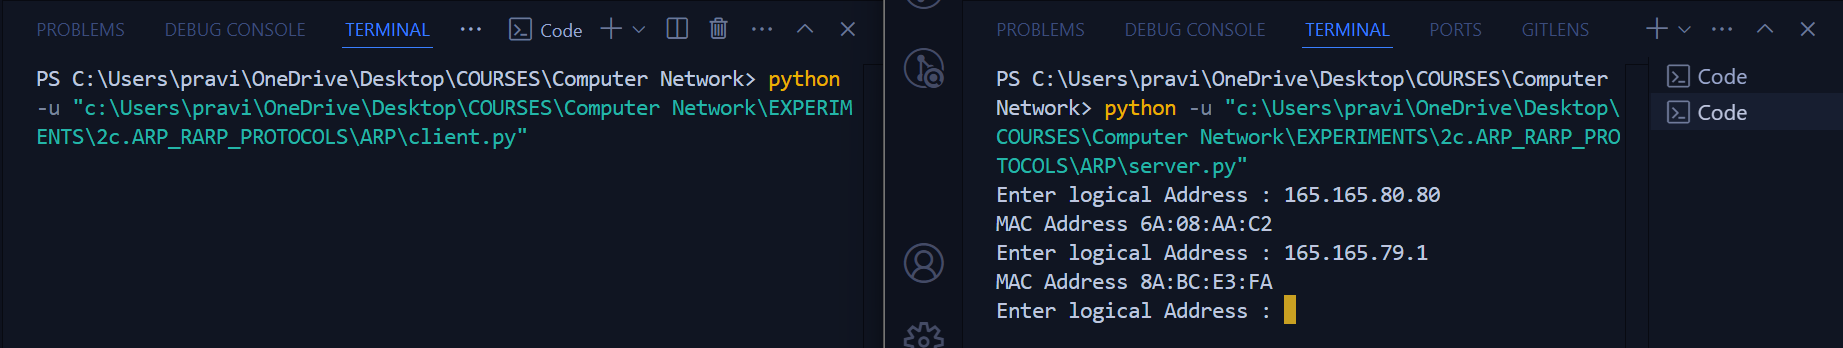 PROBLEMS DEBUG CONSOLE TERMINAL ··· Code
PS C:\Users\pravi\OneDrive\Desktop\COURSES\Computer Network> python
-u "c:\Users\pravi\OneDrive\Desktop\COURSES\Computer Network\EXPERIM
ENTS\2c.ARP_RARP_PROTOCOLS\ARP\client.py"
PROBLEMS DEBUG CONSOLE TERMINAL PORTS GITLENS
PS C:\Users\pravi\OneDrive\Desktop\COURSES\Computer
Network> python -u "c:\Users\pravi\OneDrive\Desktop\
COURSES\Computer Network\EXPERIMENTS\2c.ARP_RARP_PRO
TOCOLS\ARP\server.py"
Enter logical Address : 165.165.80.80
MAC Address 6A:08:AA:C2
Enter logical Address : 165.165.79.1
MAC Address 8A:BC:E3:FA
Enter logical Address :
Code
Code